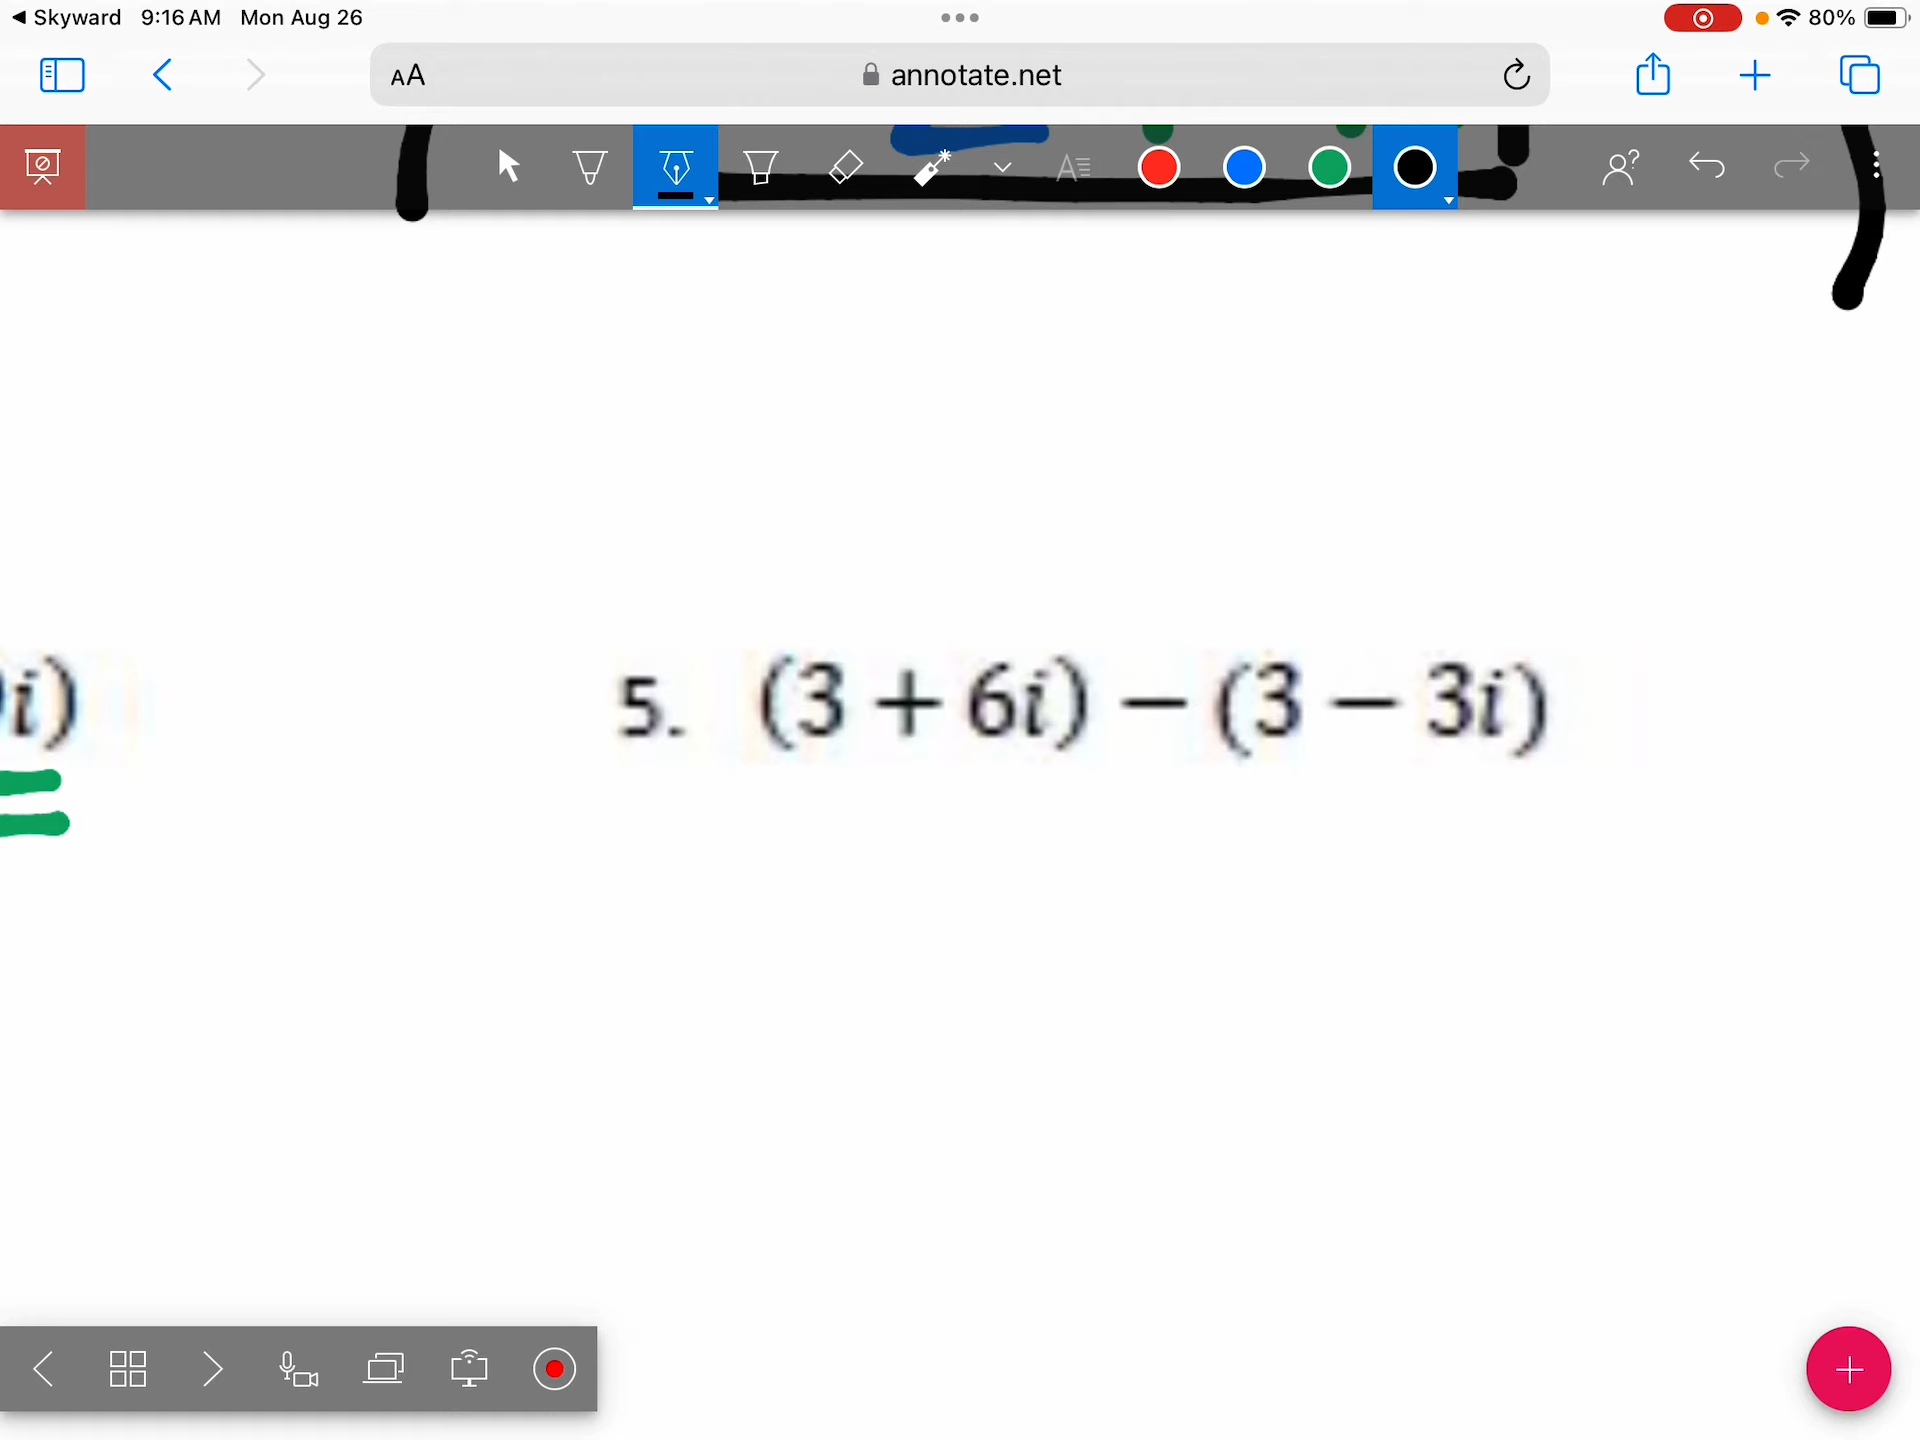 ◀ Skyward 9:16 AM Mon Aug 26 80%
AA annotate.net
i)
5. (3 + 6i) − (3 − 3i)